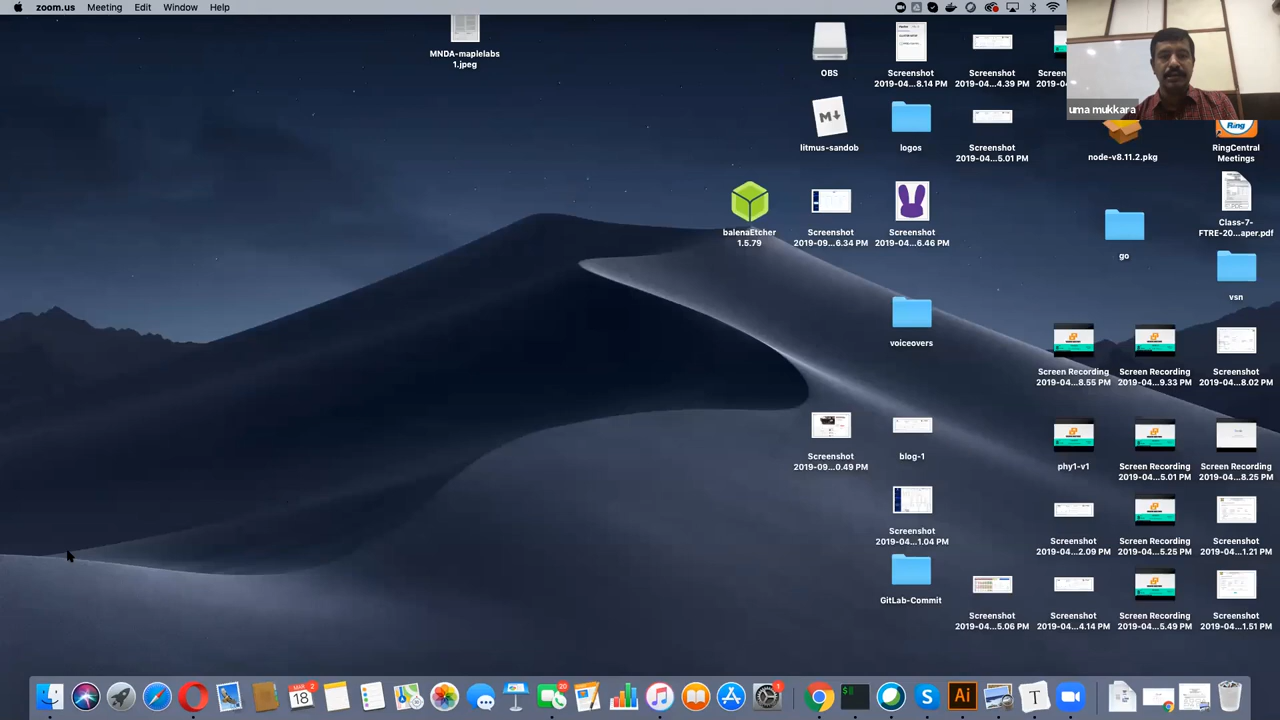 zoom.us Meeting Edit Window Help
MNDA-maplelabs
1.jpeg
OBS
Screenshot
2019-04...8.14 PM
Screenshot
2019-04...4.39 PM
uma mukkara
M
litmus-sandob
logos
Screenshot
2019-04...5.01 PM
node-v8.11.2.pkg
Ring
RingCentral
Meetings
balenaEtcher
1.5.79
Screenshot
2019-09...6.34 PM
Screenshot
2019-04...6.46 PM
go
Class-7-
FTRE-20...aper.pdf
vsn
voiceovers
Screen Recording
2019-04...8.55 PM
Screen Recording
2019-04...9.33 PM
Screenshot
2019-04...8.02 PM
Screenshot
2019-09...0.49 PM
blog-1
phy1-v1
Screen Recording
2019-04...5.01 PM
Screen Recording
2019-04...8.25 PM
Screenshot
2019-04...1.04 PM
Screenshot
2019-04...2.09 PM
Screen Recording
2019-04...5.25 PM
Screenshot
2019-04...1.21 PM
GitLab-Commit
Screenshot
2019-04...5.06 PM
Screenshot
2019-04...4.14 PM
Screen Recording
2019-04...5.49 PM
Screenshot
2019-04...1.51 PM
MAR 2
18
20
1
Ai
T